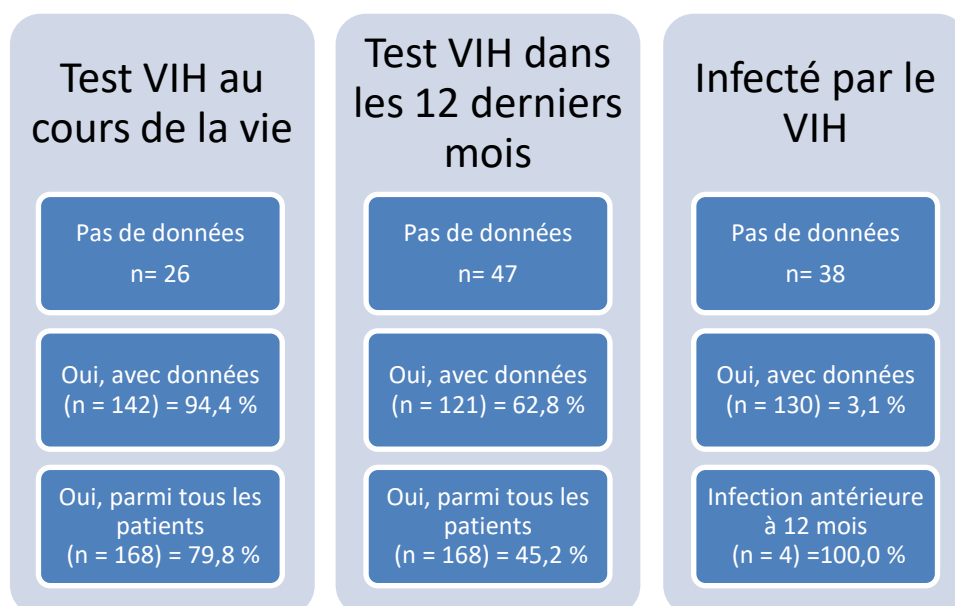 Test VIH au
cours de la vie
Pas de données
n= 26
Oui, avec données
(n = 142) = 94,4 %
Oui, parmi tous les
patients
(n = 168) = 79,8 %
Test VIH dans
les 12 derniers
mois
Pas de données
n= 47
Oui, avec données
(n = 121) = 62,8 %
Oui, parmi tous les
patients
(n = 168) = 45,2 %
Infecté par le
VIH
Pas de données
n= 38
Oui, avec données
(n = 130) = 3,1 %
Infection antérieure
à 12 mois
(n = 4) =100,0 %